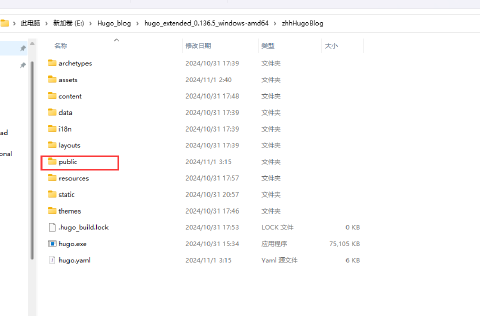 此电脑 > 新加卷 (E:) > Hugo_blog > hugo_extended_0.136.5_windows-amd64 > zhhHugoBlog
名称 修改日期 类型 大小
archetypes 2024/10/31 17:39 文件夹
assets 2024/11/1 2:40 文件夹
content 2024/10/31 17:48 文件夹
data 2024/10/31 17:39 文件夹
i18n 2024/10/31 17:39 文件夹
layouts 2024/10/31 17:39 文件夹
public 2024/11/1 3:15 文件夹
resources 2024/10/31 17:57 文件夹
static 2024/10/31 20:57 文件夹
themes 2024/10/31 17:46 文件夹
.hugo_build.lock 2024/10/31 17:53 LOCK 文件 0 KB
hugo.exe 2024/10/31 15:34 应用程序 75,105 KB
hugo.yaml 2024/11/1 3:15 Yaml 源文件 6 KB
ad
onal